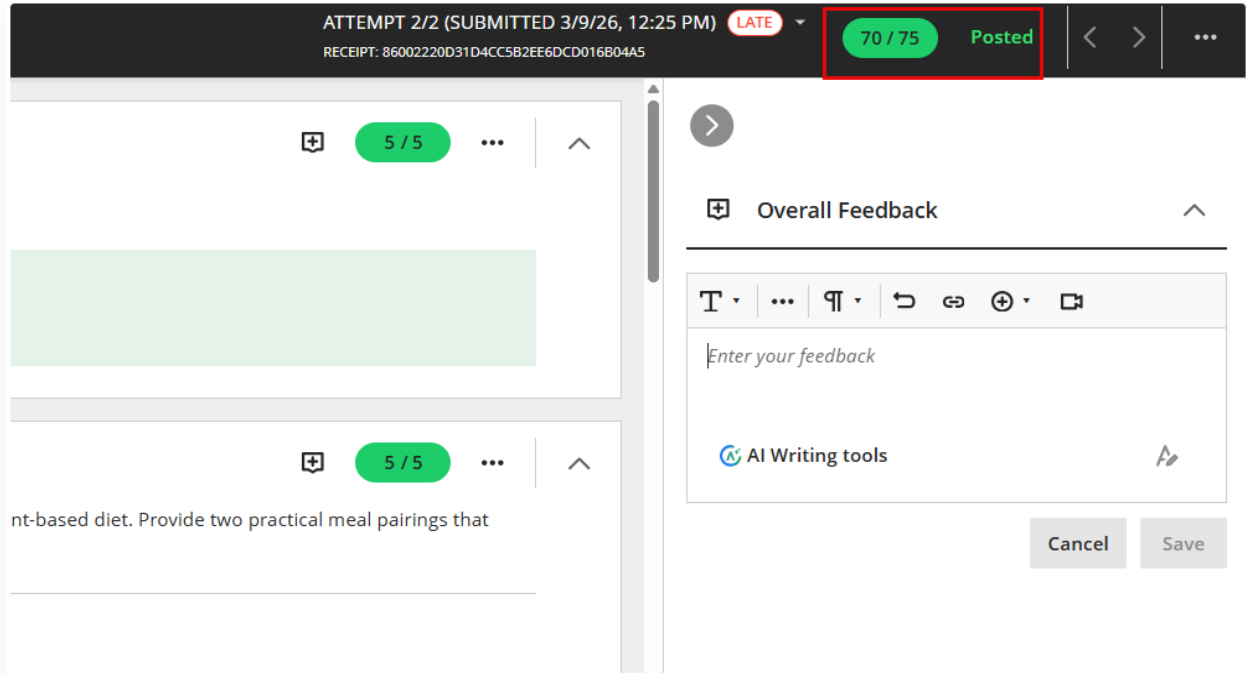 ATTEMPT 2/2 (SUBMITTED 3/9/26, 12:25 PM) LATE
RECEIPT: 86002220D31D4CC5B2EE6DCD016B04A5
70 / 75 Posted
5 / 5
Overall Feedback
Enter your feedback
AI Writing tools
5 / 5
nt-based diet. Provide two practical meal pairings that
Cancel Save